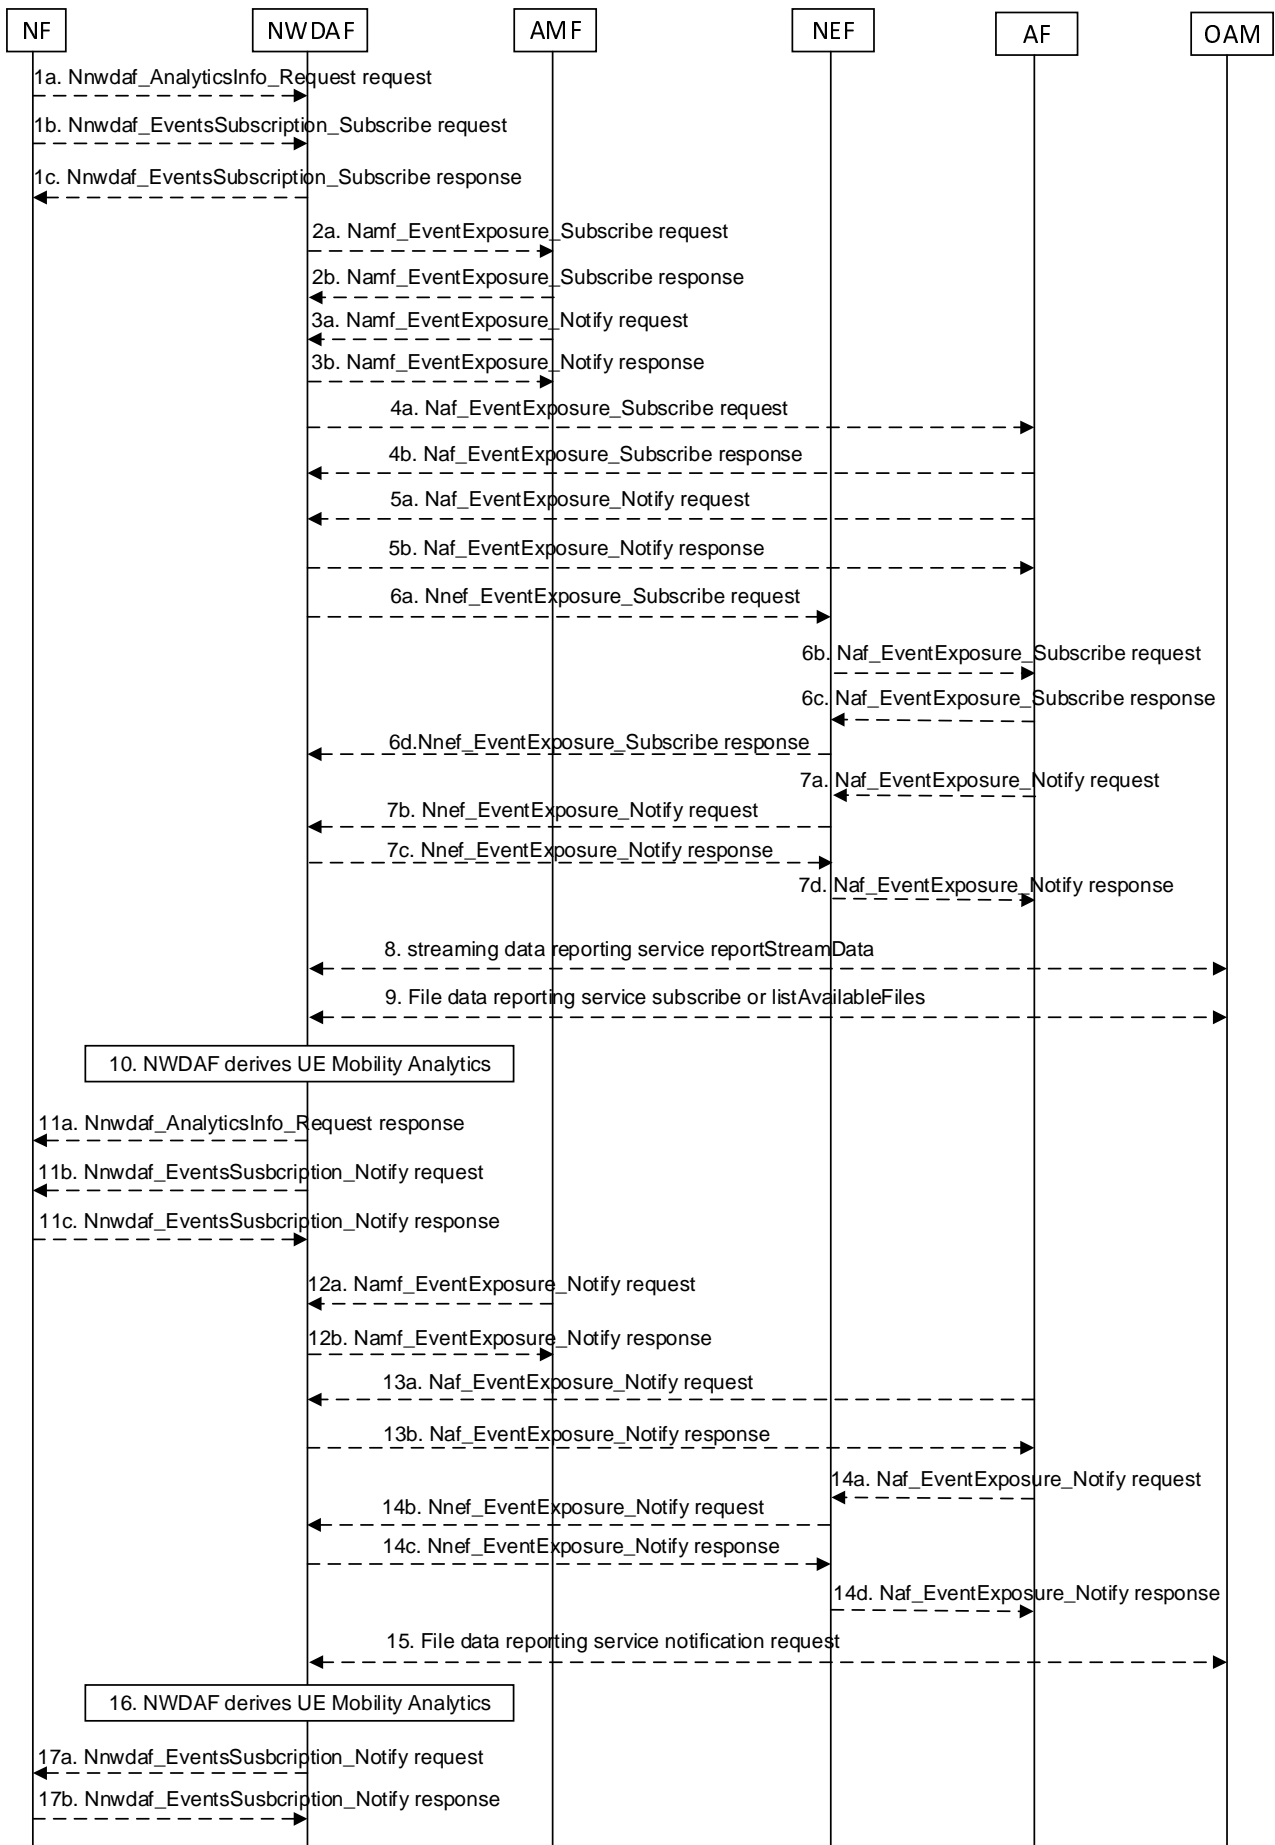 NF
NWDAF
AMF
NEF
AF
OAM
1a. Nnwdaf_AnalyticsInfo_Request request
1b. Nnwdaf_EventsSubscription_Subscribe request
1c. Nnwdaf_EventsSubscription_Subscribe response
2a. Namf_EventExposure_Subscribe request
2b. Namf_EventExposure_Subscribe response
3a. Namf_EventExposure_Notify request
3b. Namf_EventExposure_Notify response
4a. Naf_EventExposure_Subscribe request
4b. Naf_EventExposure_Subscribe response
5a. Naf_EventExposure_Notify request
5b. Naf_EventExposure_Notify response
6a. Nnef_EventExposure_Subscribe request
6b. Naf_EventExposure_Subscribe request
6c. Naf_EventExposure_Subscribe response
6d.Nnef_EventExposure_Subscribe response
7a. Naf_EventExposure_Notify request
7b. Nnef_EventExposure_Notify request
7c. Nnef_EventExposure_Notify response
7d. Naf_EventExposure_Notify response
8. streaming data reporting service reportStreamData
9. File data reporting service subscribe or listAvailableFiles
10. NWDAF derives UE Mobility Analytics
11a. Nnwdaf_AnalyticsInfo_Request response
11b. Nnwdaf_EventsSusbcription_Notify request
11c. Nnwdaf_EventsSusbcription_Notify response
12a. Namf_EventExposure_Notify request
12b. Namf_EventExposure_Notify response
13a. Naf_EventExposure_Notify request
13b. Naf_EventExposure_Notify response
14a. Naf_EventExposure_Notify request
14b. Nnef_EventExposure_Notify request
14c. Nnef_EventExposure_Notify response
14d. Naf_EventExposure_Notify response
15. File data reporting service notification request
16. NWDAF derives UE Mobility Analytics
17a. Nnwdaf_EventsSusbcription_Notify request
17b. Nnwdaf_EventsSusbcription_Notify response